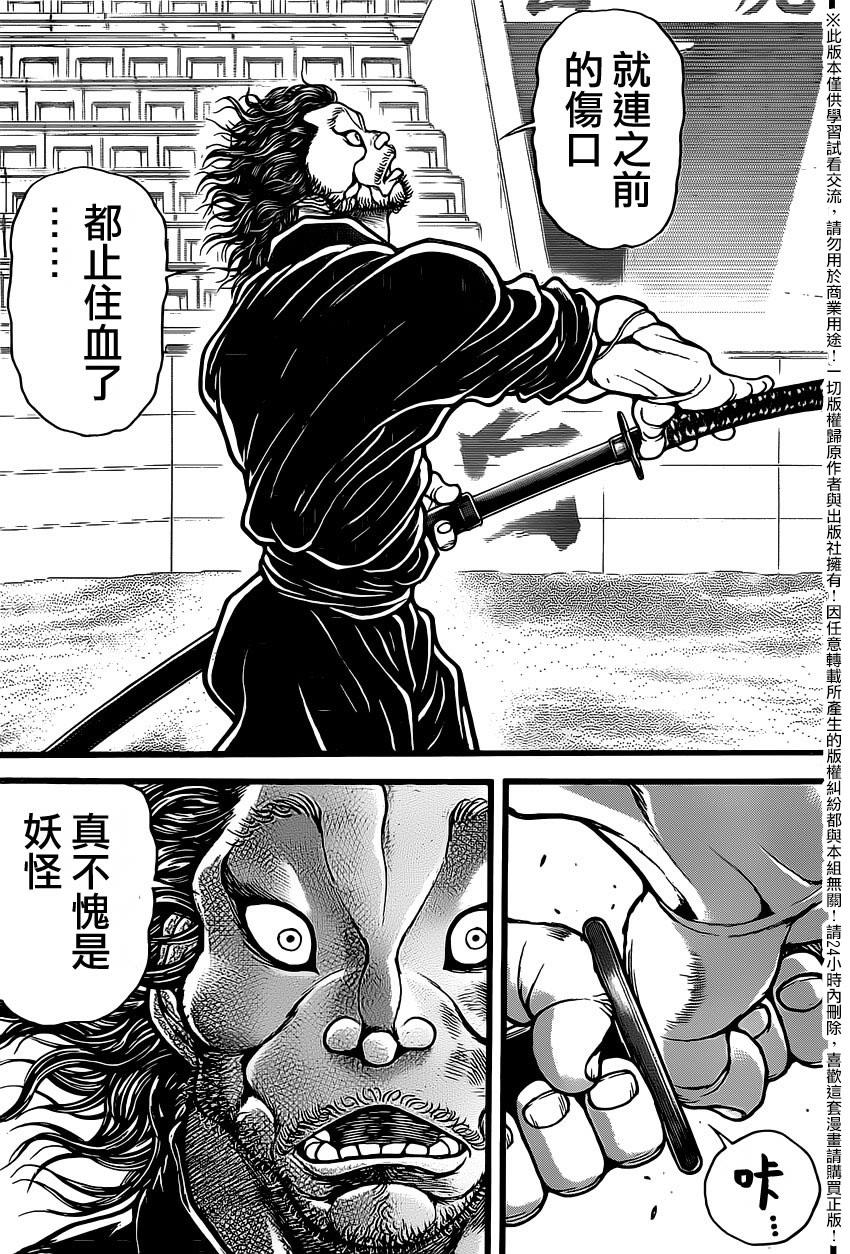 就連之前
的傷口
都止住血了
……
咔…
真不愧是
妖怪
※此版本僅供學習試看交流，請勿用於商業用途！一切版權歸原作者與出版社擁有！因任意轉載所產生的版權糾紛都與本組無關！請24小時內刪除，喜歡這套漫畫請購買正版！